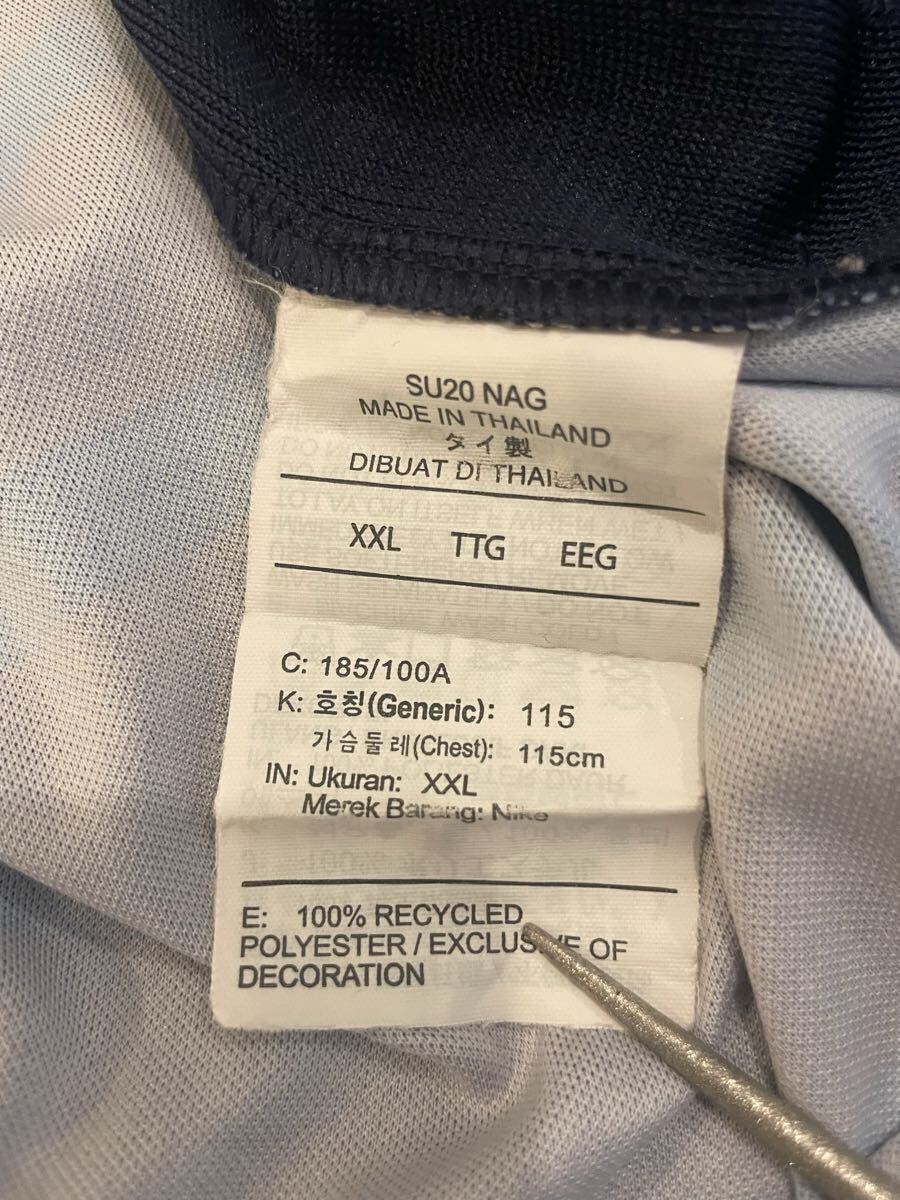 SU20 NAG
MADE IN THAILAND
タイ製
DIBUAT DI THAILAND
XXL TTG EEG
C: 185/100A
K: 호칭(Generic): 115
가슴둘레(Chest): 115cm
IN: Ukuran: XXL
Merek Barang: Nike
E: 100% RECYCLED
POLYESTER / EXCLUSIVE OF
DECORATION